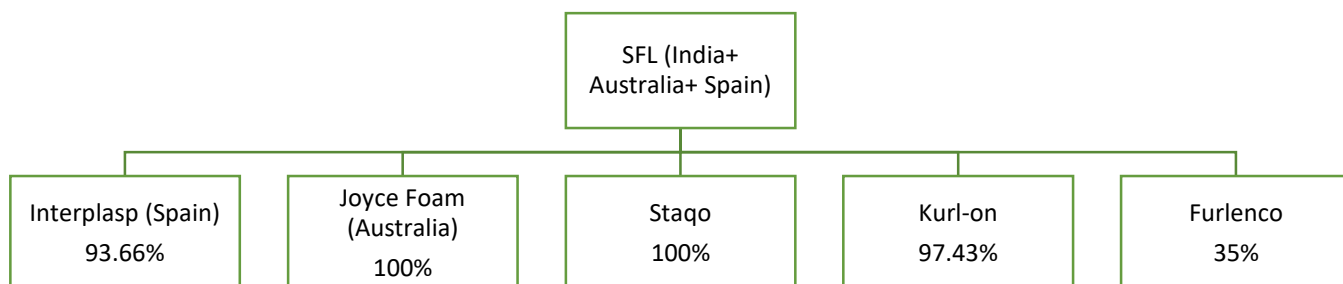 SFL (India+
Australia+ Spain)
Interplasp (Spain)
93.66%
Joyce Foam
(Australia)
100%
Staqo
100%
Kurl-on
97.43%
Furlenco
35%